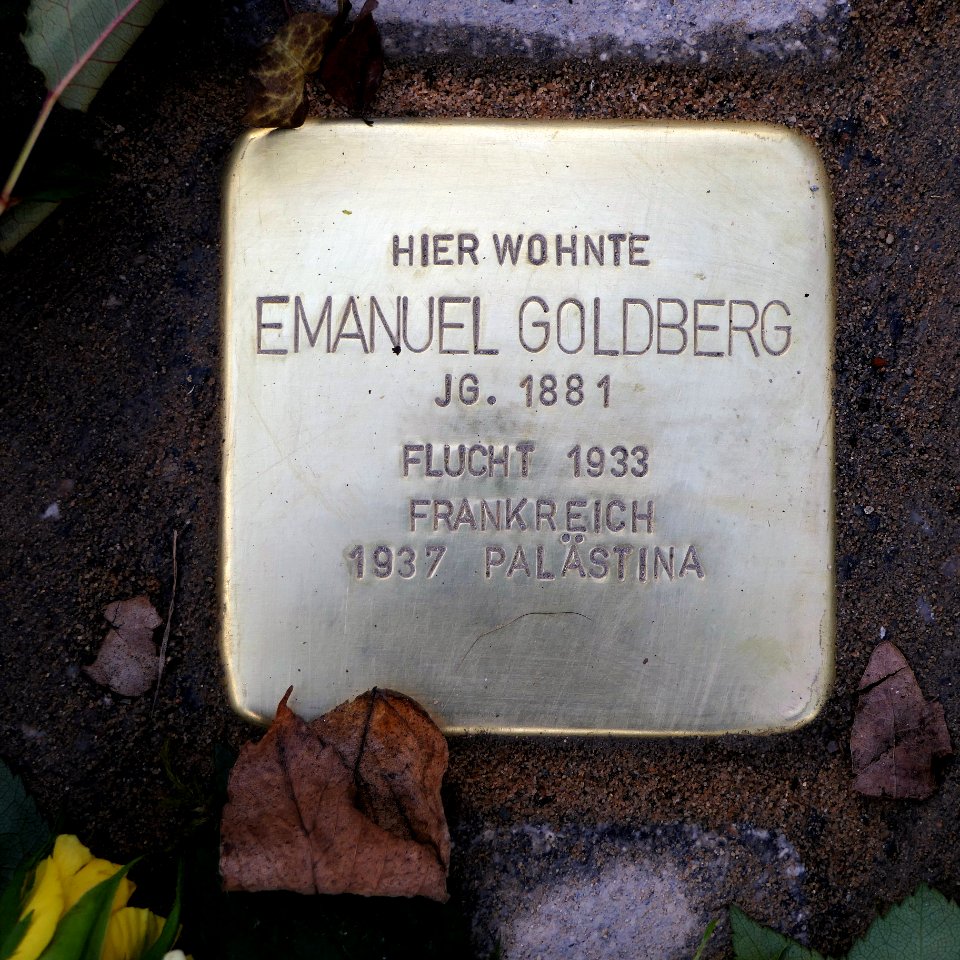 HIER WOHNTE
EMANUEL GOLDBERG
JG. 1881
FLUCHT 1933
FRANKREICH
1937 PALÄSTINA